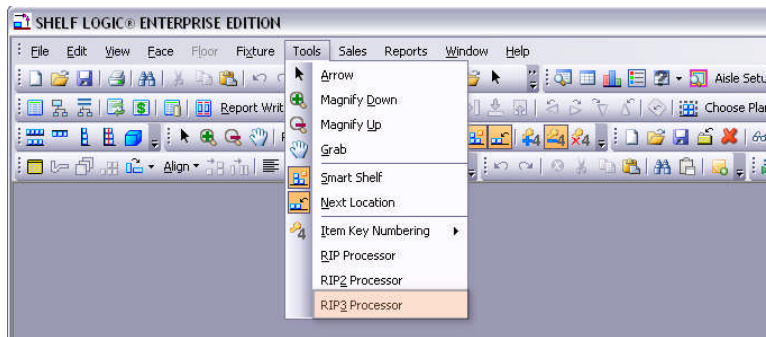 SHELF LOGIC® ENTERPRISE EDITION
File Edit View Face Floor Fixture Tools Sales Reports Window Help
Aisle Setu
Report Writ
Choose Plan
Align
Arrow
Magnify Down
Magnify Up
Grab
Smart Shelf
Next Location
Item Key Numbering
RIP Processor
RIP2 Processor
RIP3 Processor